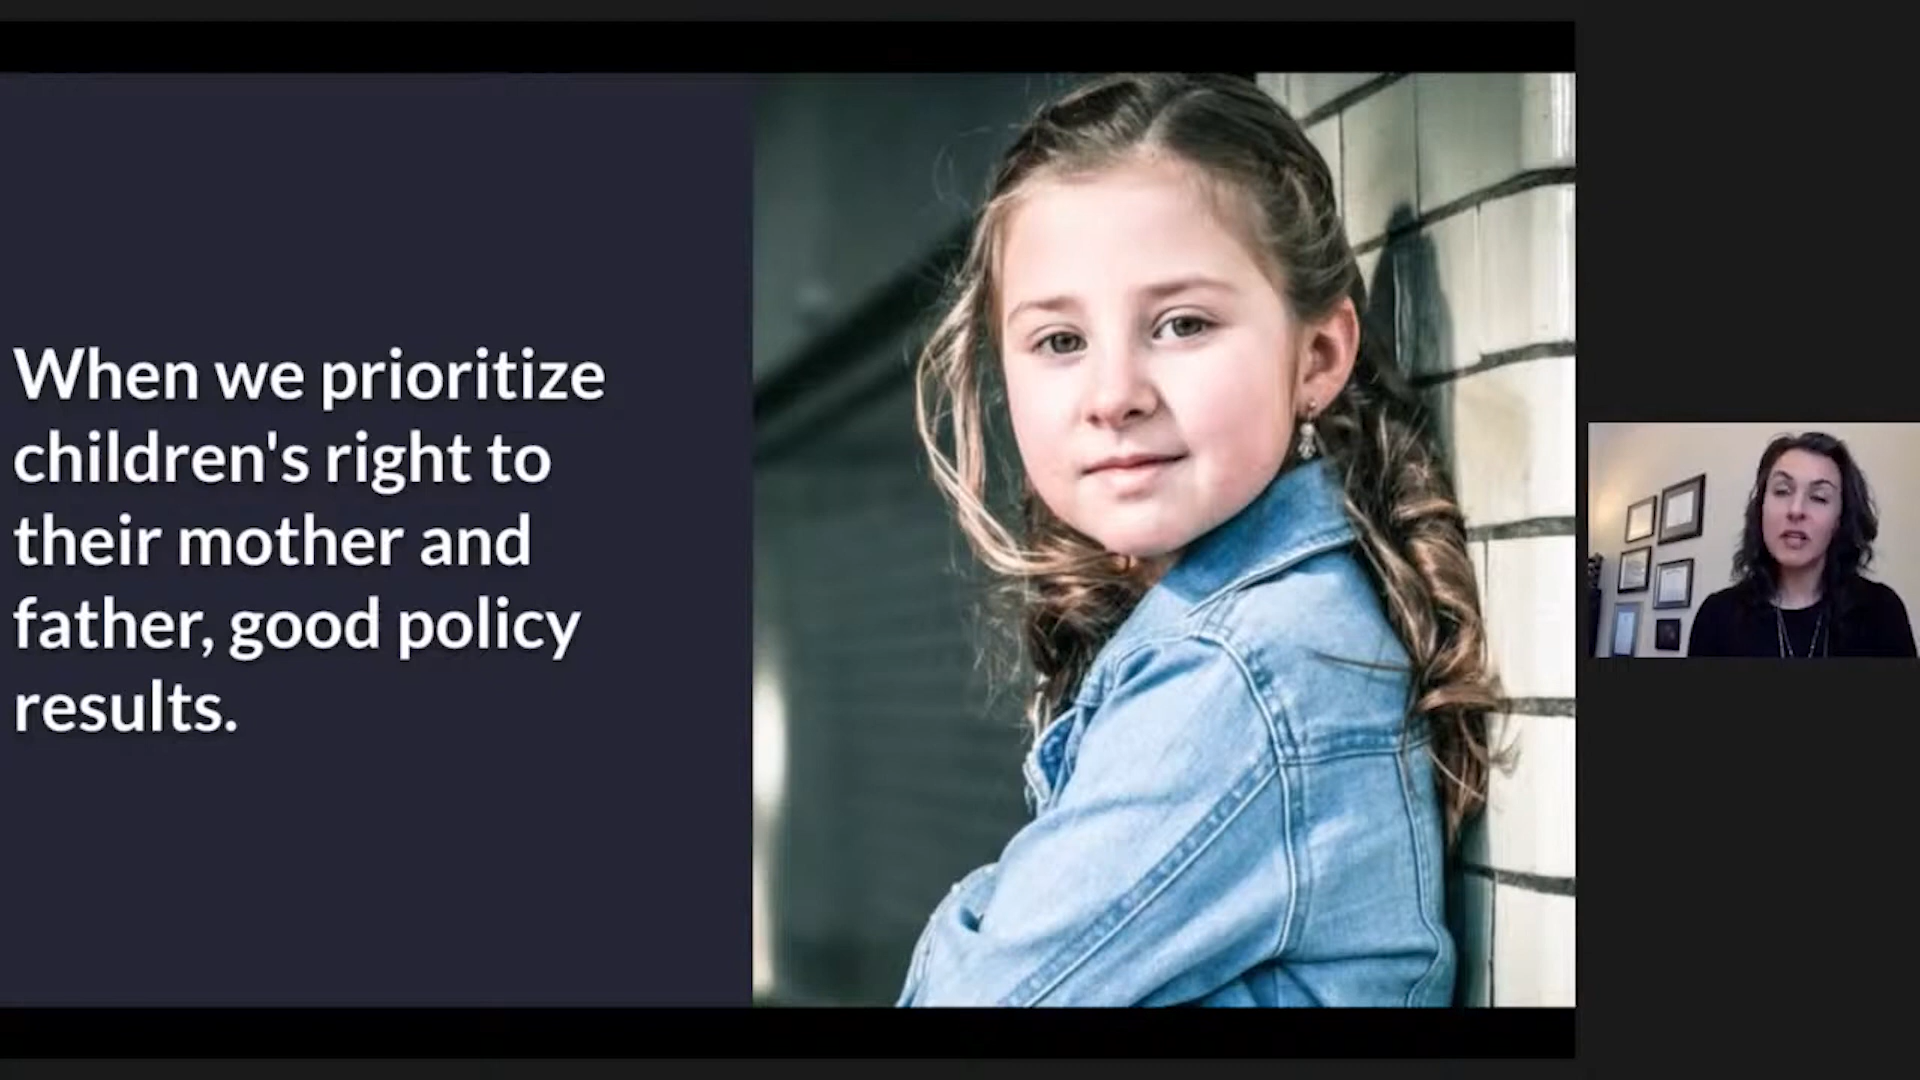 When we prioritize
children's right to
their mother and
father, good policy
results.